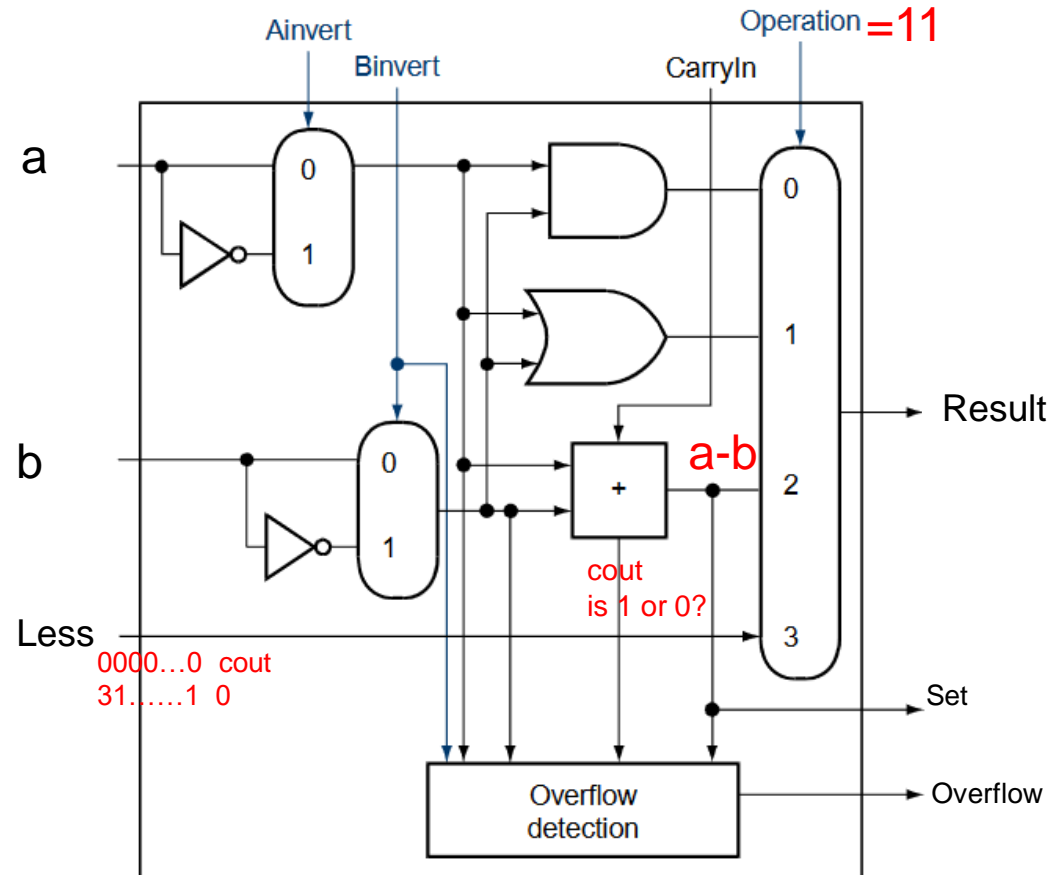 Ainvert
Binvert
Operation =11
CarryIn
a
0
1
0
1
Result
b
0
1
+
a-b
2
cout
is 1 or 0?
Less
3
0000...0 cout
31......1 0
Set
Overflow
detection
Overflow